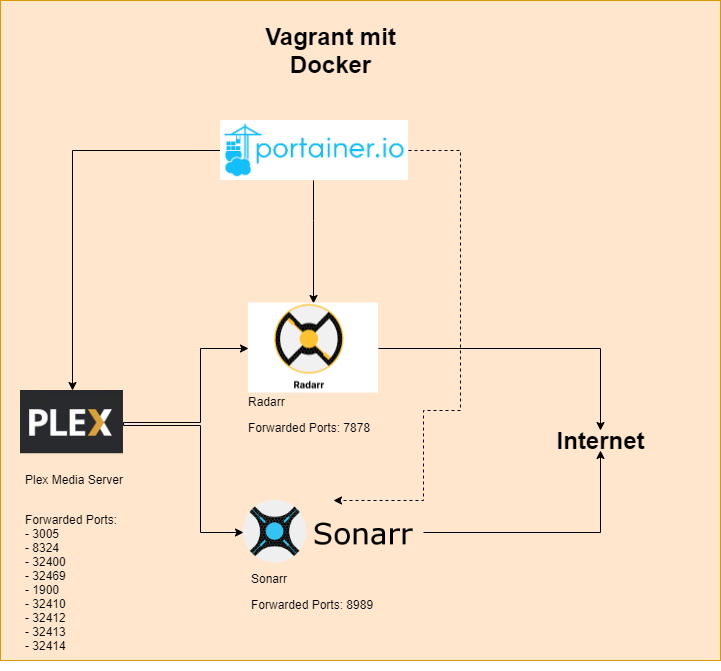 Vagrant mit
Docker
portainer.io
Radarr
Radarr
Forwarded Ports: 7878
PLEX
Internet
Plex Media Server
Forwarded Ports:
- 3005
- 8324
- 32400
- 32469
- 1900
- 32410
- 32412
- 32413
- 32414
Sonarr
Sonarr
Forwarded Ports: 8989